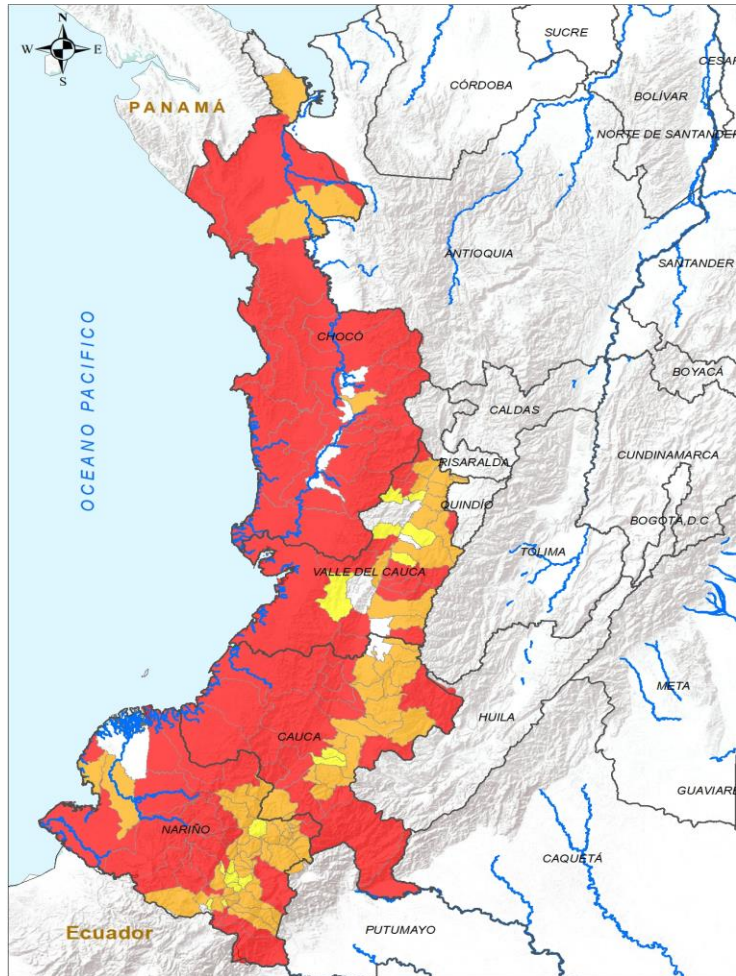 N
W E
S
SUCRE
CESAR
CÓRDOBA
BOLÍVAR
PANAMÁ
NORTE DE SANTANDER
ANTIOQUIA
SANTANDER
OCEANO PACIFICO
CHOCÓ
BOYACÁ
CALDAS
CUNDINAMARCA
RISARALDA
QUINDÍO
BOGOTÁ, D.C
TOLIMA
VALLE DEL CAUCA
META
HUILA
CAUCA
GUAVIARE
NARIÑO
CAQUETÁ
Ecuador
PUTUMAYO